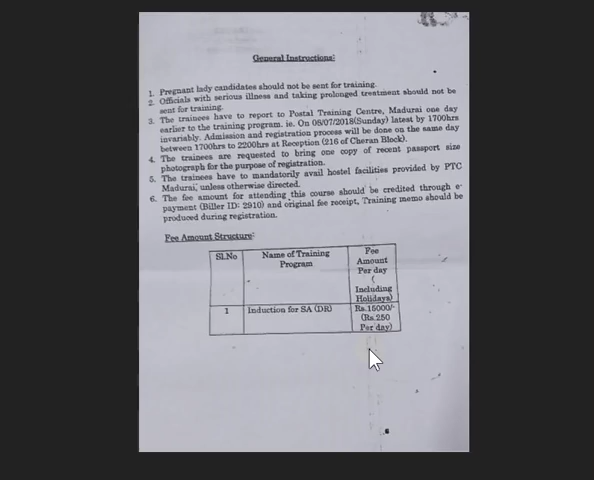 General Instructions:
1. Pregnant lady candidates should not be sent for training.
2. Officials with serious illness and taking prolonged treatment should not be
sent for training.
3. The trainees have to report to Postal Training Centre, Madurai one day
earlier to the training program. ie. On 08/07/2018(Sunday) latest by 1700hrs
invariably. Admission and registration process will be done on the same day
between 1700hrs to 2200hrs at Reception (216 of Cheran Block).
4. The trainees are requested to bring one copy of recent passport size
photograph for the purpose of registration.
5. The trainees have to mandatorily avail hostel facilities provided by PTC
Madurai, unless otherwise directed.
6. The fee amount for attending this course should be credited through e-
payment (Biller ID: 2910) and original fee receipt, Training memo should be
produced during registration.
Fee Amount Structure:
Sl.No
Name of Training
Program
Fee
Amount
Per day
(
Including
Holidays)
1
Induction for SA (DR)
Rs.15000/-
(Rs.250
Per day)